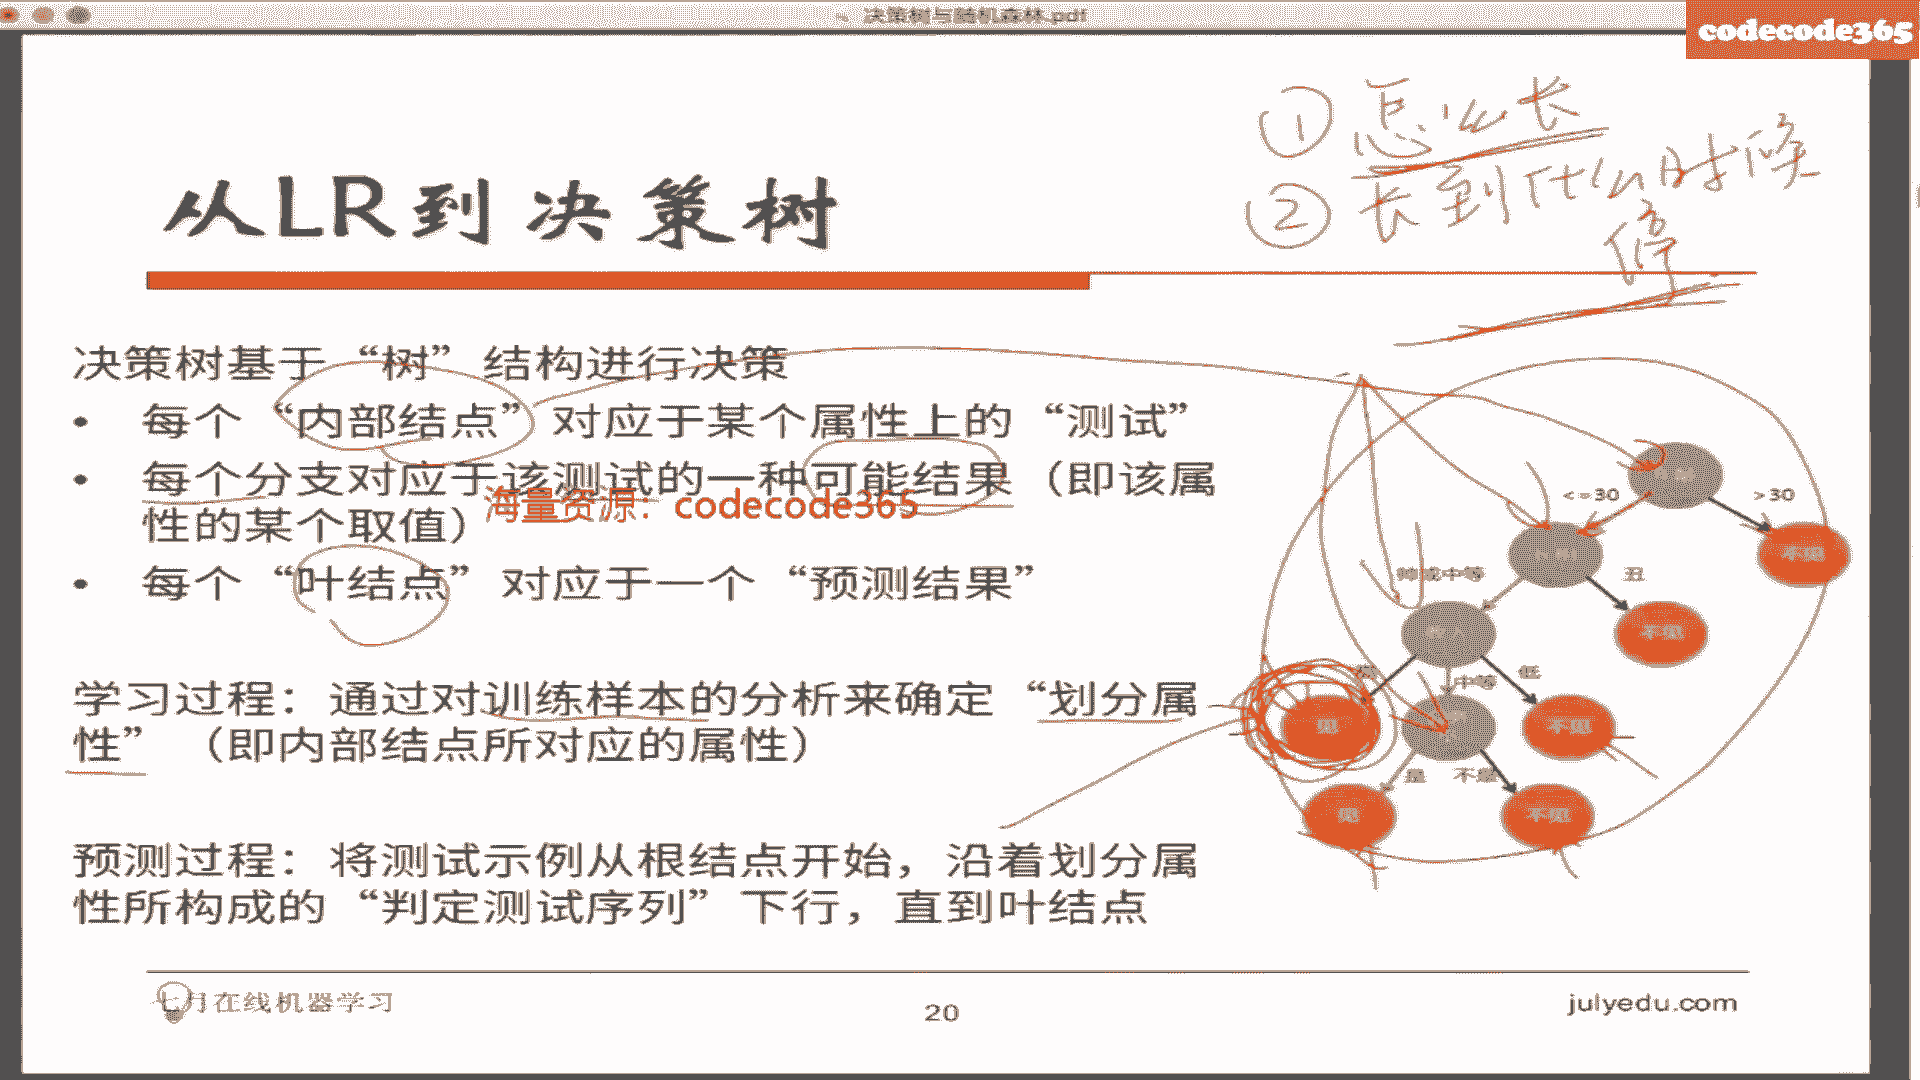 决策树与随机森林.pdf
codecode365
① 怎么长
② 长到什么时候
停
从LR到决策树
决策树基于“树”结构进行决策
• 每个“内部结点”对应于某个属性上的“测试”
• 每个分支对应于该测试的一种可能结果（即该属
性的某个取值）
海量资源：codecode365
• 每个“叶结点”对应于一个“预测结果”
学习过程：通过对训练样本的分析来确定“划分属
性”（即内部结点所对应的属性）
预测过程：将测试示例从根结点开始，沿着划分属
性所构成的“判定测试序列”下行，直到叶结点
<=30
>30
不见
帅或中等
丑
不见
中等
低
见
不见
是
不是
见
不见
七月在线机器学习
20
julyedu.com